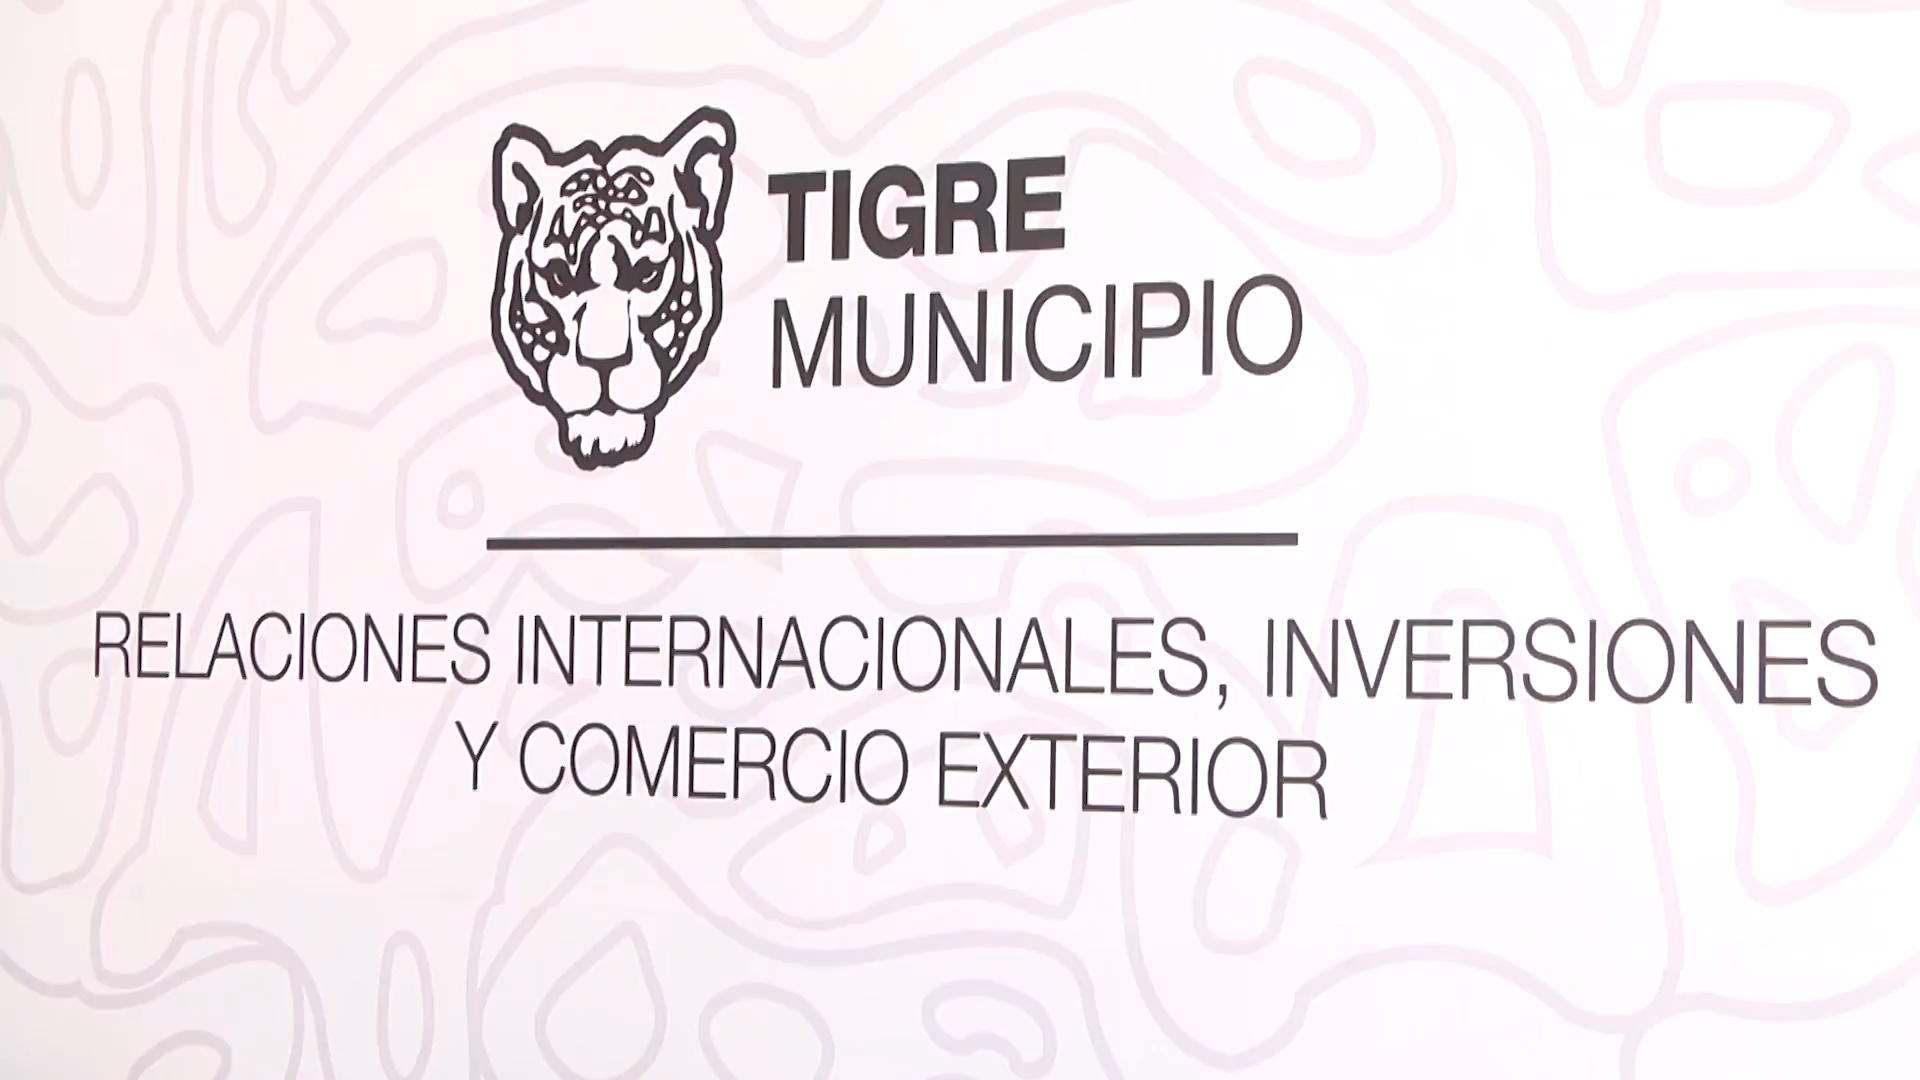 TIGRE
MUNICIPIO
RELACIONES INTERNACIONALES, INVERSIONES
Y COMERCIO EXTERIOR